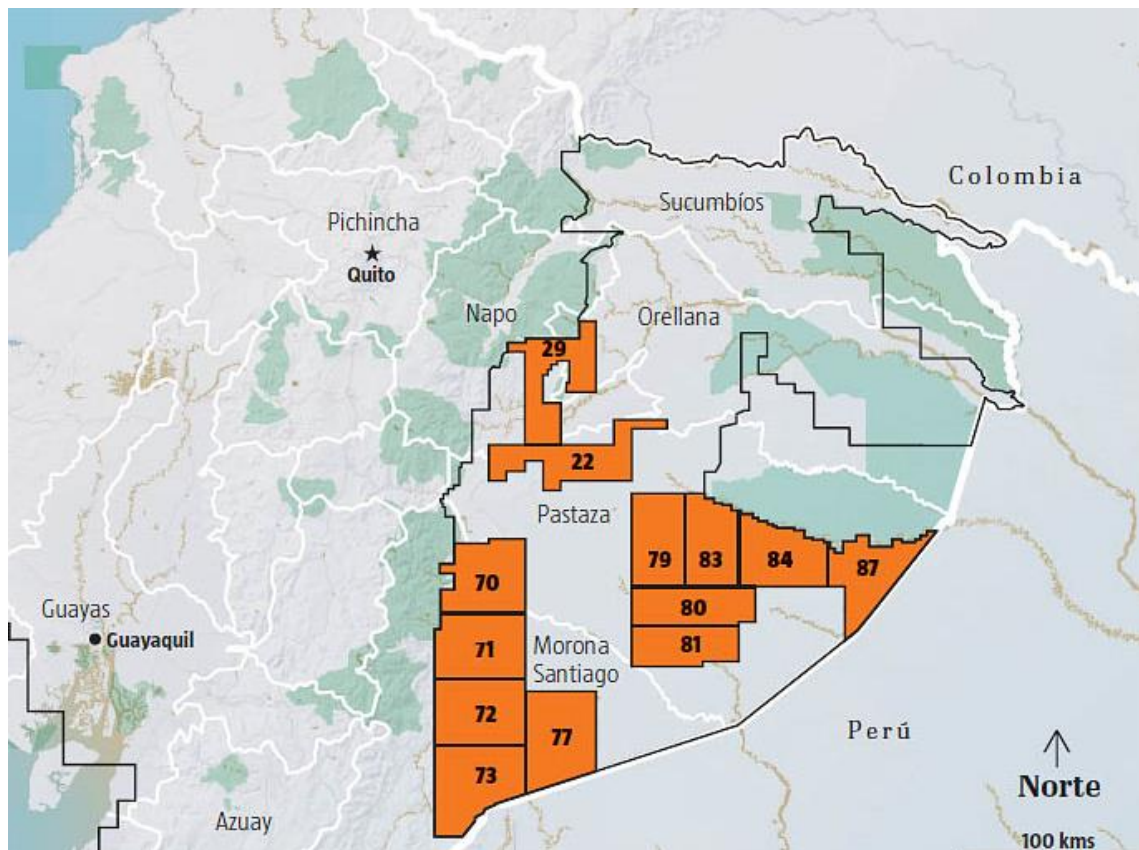 Colombia
Sucumbíos
Pichincha
Quito
Napo
Orellana
29
22
Pastaza
79
83
84
87
70
80
Guayas
Guayaquil
71
81
Morona
Santiago
72
77
Perú
73
Norte
Azuay
100 kms